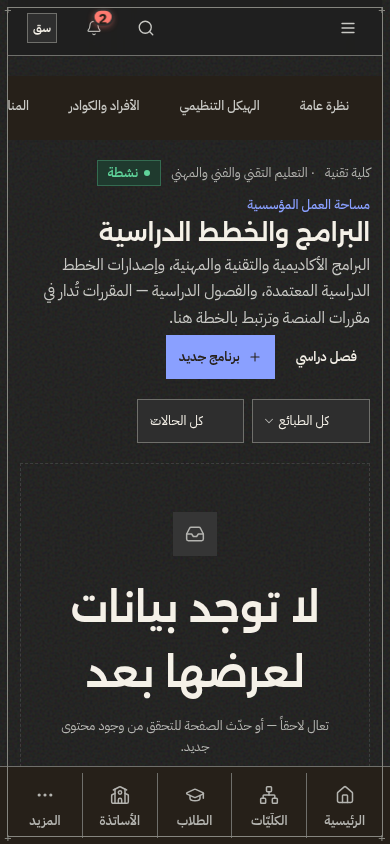 سق
2
نظرة عامة
الهيكل التنظيمي
الأفراد والكوادر
المنا
كلية تقنية · التعليم التقني والفني والمهني
نشطة
مساحة العمل المؤسسية
البرامج والخطط الدراسية
البرامج الأكاديمية والتقنية والمهنية، وإصدارات الخطط
الدراسية المعتمدة، والفصول الدراسية — المقررات تُدار في
مقررات المنصة وترتبط بالخطة هنا.
فصل دراسي
+ برنامج جديد
كل الطبائع
كل الحالات
لا توجد بيانات
لعرضها بعد
تعال لاحقاً — أو حدّث الصفحة للتحقق من وجود محتوى
جديد.
الرئيسية
الكلّيّات
الطلاب
الأساتذة
المزيد